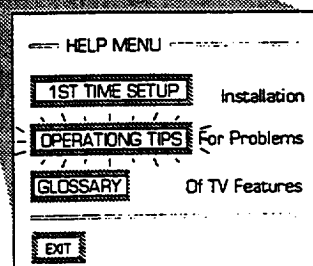 HELP MENU
1ST TIME SETUP Installation
OPERATIONG TIPS For Problems
GLOSSARY Of TV Features
EXIT